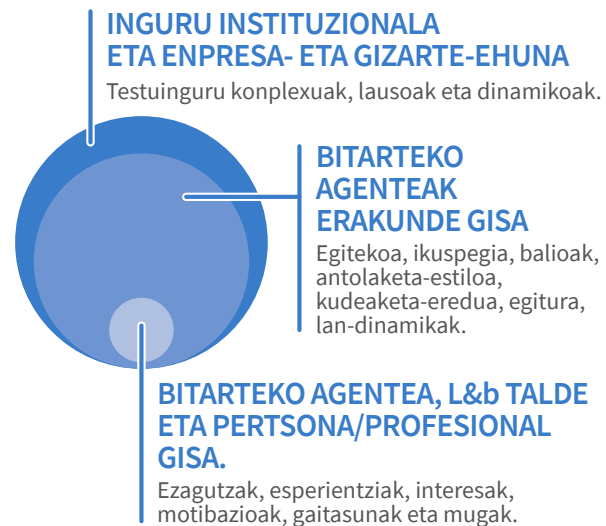 INGURU INSTITUZIONALA
ETA ENPRESA- ETA GIZARTE-EHUNA
Testuinguru konplexuak, lausoak eta dinamikoak.
BITARTEKO
AGENTEAK
ERAKUNDE GISA
Egitekoa, ikuspegia, balioak,
antolaketa-estiloa,
kudeaketa-eredua, egitura,
lan-dinamikak.
BITARTEKO AGENTEA, L&b TALDE
ETA PERTSONA/PROFESIONAL
GISA.
Ezagutzak, esperientziak, interesak,
motibazioak, gaitasunak eta mugak.